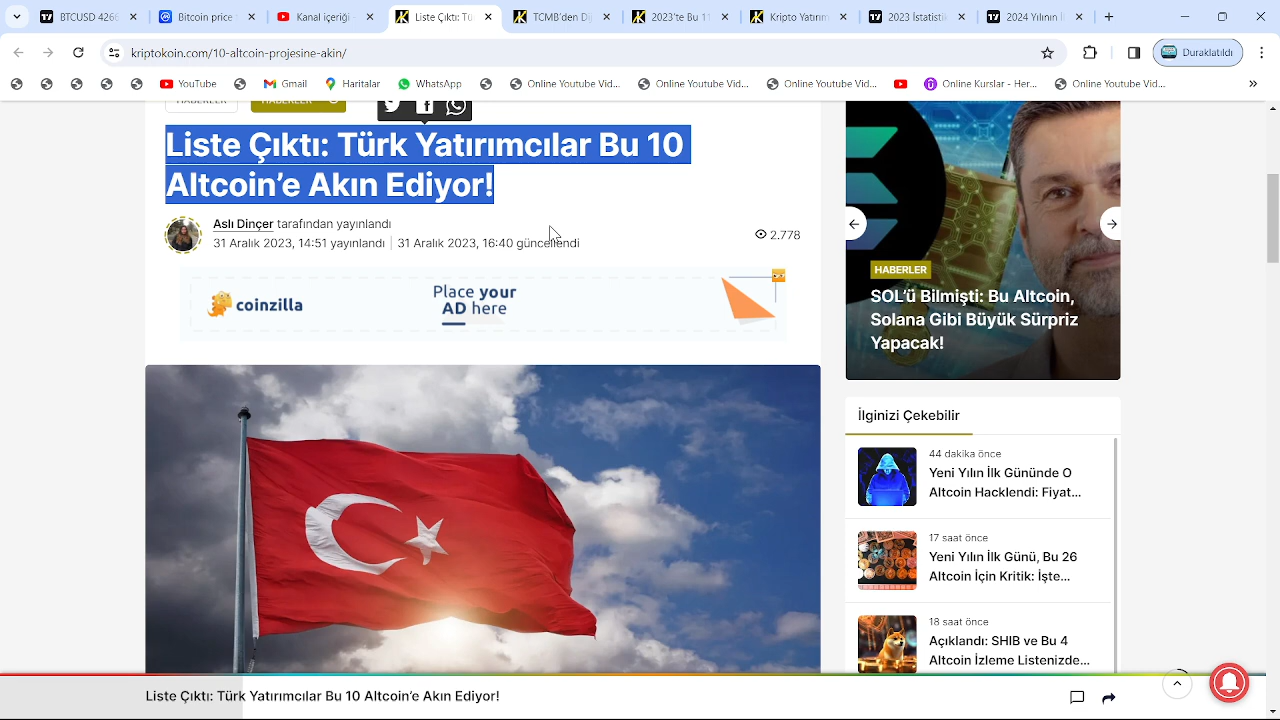 BTCUSD 4266
Bitcoin price
Kanal içeriği -
Liste Çıktı: Tü
TCMB'den D
2023'te Bu 11
Kripto Yatırım
2023 İstatist
2024 Yılının İ
kriptokoin.com/10-altcoin-projesine-akin/
Duraklatıldı
YouTube
Gmail
Haritalar
WhatsApp
Online Youtube Vid...
Online Youtube Vid...
Online Youtube Vid...
Online Kurslar - Her...
Online Youtube Vid...
HABERLER
HABERLER
Liste Çıktı: Türk Yatırımcılar Bu 10
Altcoin'e Akın Ediyor!
Aslı Dinçer tarafından yayınlandı
31 Aralık 2023, 14:51 yayınlandı | 31 Aralık 2023, 16:40 güncellendi
2.778
coinzilla
Place your
AD here
HABERLER
SOL'ü Bilmişti: Bu Altcoin,
Solana Gibi Büyük Sürpriz
Yapacak!
İlginizi Çekebilir
44 dakika önce
Yeni Yılın İlk Gününde O
Altcoin Hacklendi: Fiyat...
17 saat önce
Yeni Yılın İlk Günü, Bu 26
Altcoin İçin Kritik: İşte...
18 saat önce
Açıklandı: SHIB ve Bu 4
Altcoin İzleme Listenizde...
Liste Çıktı: Türk Yatırımcılar Bu 10 Altcoin'e Akın Ediyor!